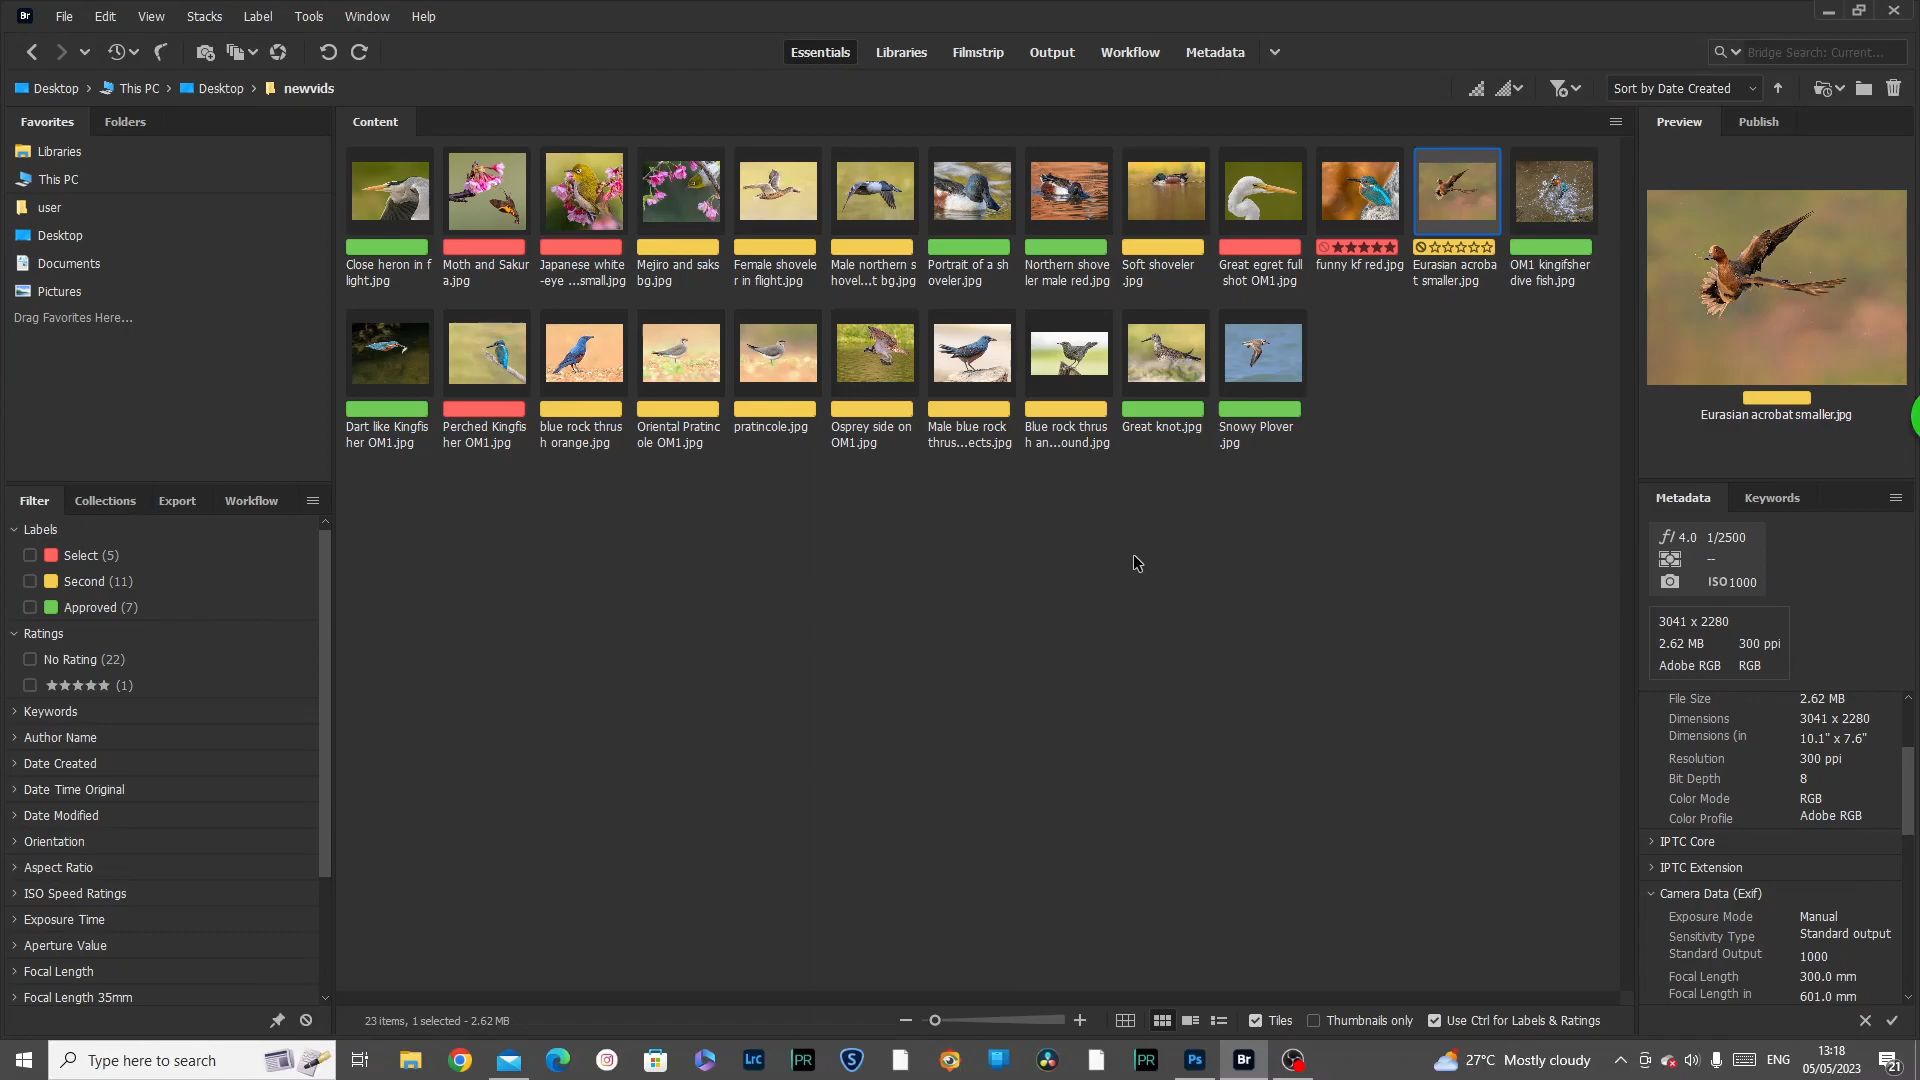 Br File Edit View Stacks Label Tools Window Help
Essentials Libraries Filmstrip Output Workflow Metadata
Bridge Search: Current...
Desktop This PC Desktop newvids
Sort by Date Created
Favorites Folders
Libraries
This PC
user
Desktop
Documents
Pictures
Drag Favorites Here...
Content
Close heron in f
light.jpg
Moth and Sakur
a.jpg
Japanese white
-eye ...small.jpg
Mejiro and saks
bg.jpg
Female shovele
r in flight.jpg
Male northern s
hovel...t bg.jpg
Portrait of a sh
oveler.jpg
Northern shove
ler male red.jpg
Soft shoveler
.jpg
Great egret full
shot OM1.jpg
funny kf red.jpg
Eurasian acroba
t smaller.jpg
OM1 kingifsher
dive fish.jpg
Dart like Kingfis
her OM1.jpg
Perched Kingfis
her OM1.jpg
blue rock thrus
h orange.jpg
Oriental Pratinc
ole OM1.jpg
pratincole.jpg
Osprey side on
OM1.jpg
Male blue rock
thrus...ects.jpg
Blue rock thrus
h an...ound.jpg
Great knot.jpg
Snowy Plover
.jpg
Preview Publish
Eurasian acrobat smaller.jpg
Filter Collections Export Workflow
Labels
Select (5)
Second (11)
Approved (7)
Ratings
No Rating (22)
★★★★★ (1)
Keywords
Author Name
Date Created
Date Time Original
Date Modified
Orientation
Aspect Ratio
ISO Speed Ratings
Exposure Time
Aperture Value
Focal Length
Focal Length 35mm
Metadata Keywords
f/ 4.0 1/2500
--
ISO 1000
3041 x 2280
2.62 MB 300 ppi
Adobe RGB RGB
File Size 2.62 MB
Dimensions 3041 x 2280
Dimensions (in 10.1" x 7.6"
Resolution 300 ppi
Bit Depth 8
Color Mode RGB
Color Profile Adobe RGB
IPTC Core
IPTC Extension
Camera Data (Exif)
Exposure Mode Manual
Sensitivity Type Standard output
Standard Output 1000
Focal Length 300.0 mm
Focal Length in 601.0 mm
23 items, 1 selected - 2.62 MB
Tiles Thumbnails only Use Ctrl for Labels & Ratings
Type here to search
Lrc PR S PR Ps Br
27°C Mostly cloudy
ENG
13:18
05/05/2023
21